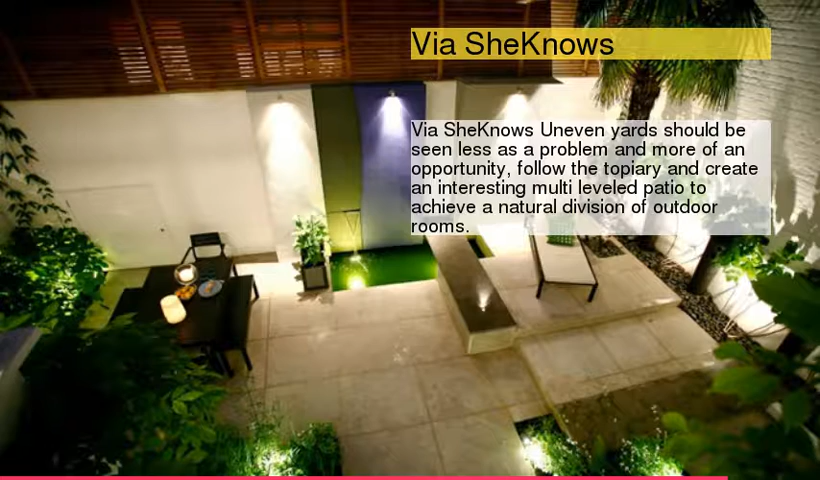 Via SheKnows
Via SheKnows Uneven yards should be
seen less as a problem and more of an
opportunity, follow the topiary and create
an interesting multi leveled patio to
achieve a natural division of outdoor
rooms.